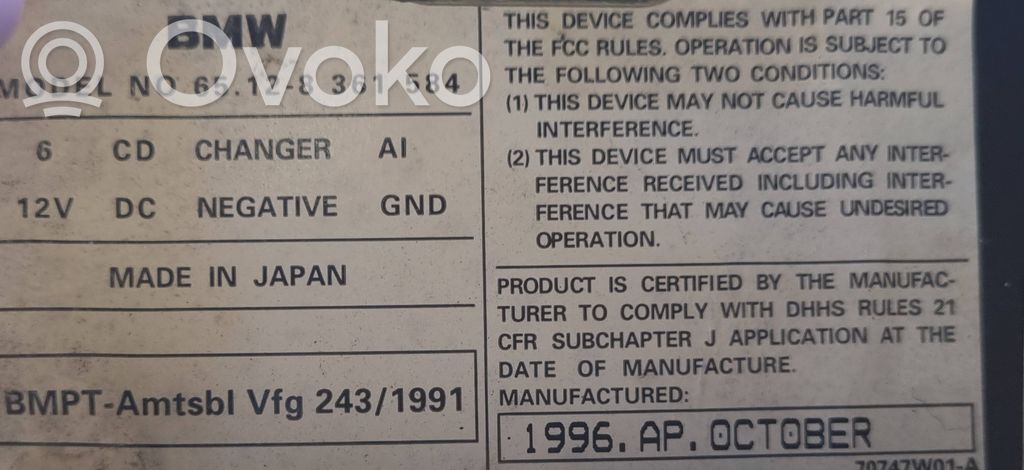 BMW
MODEL NO 65.12-8 361 584
6 CD CHANGER AI
12V DC NEGATIVE GND
MADE IN JAPAN
BMPT-Amtsbl Vfg 243/1991
THIS DEVICE COMPLIES WITH PART 15 OF
THE FCC RULES. OPERATION IS SUBJECT TO
THE FOLLOWING TWO CONDITIONS:
(1) THIS DEVICE MAY NOT CAUSE HARMFUL
INTERFERENCE.
(2) THIS DEVICE MUST ACCEPT ANY INTER-
FERENCE RECEIVED INCLUDING INTER-
FERENCE THAT MAY CAUSE UNDESIRED
OPERATION.
PRODUCT IS CERTIFIED BY THE MANUFAC-
TURER TO COMPLY WITH DHHS RULES 21
CFR SUBCHAPTER J APPLICATION AT THE
DATE OF MANUFACTURE.
MANUFACTURED:
1996. AP. OCTOBER
70747W01-A
Ovoko